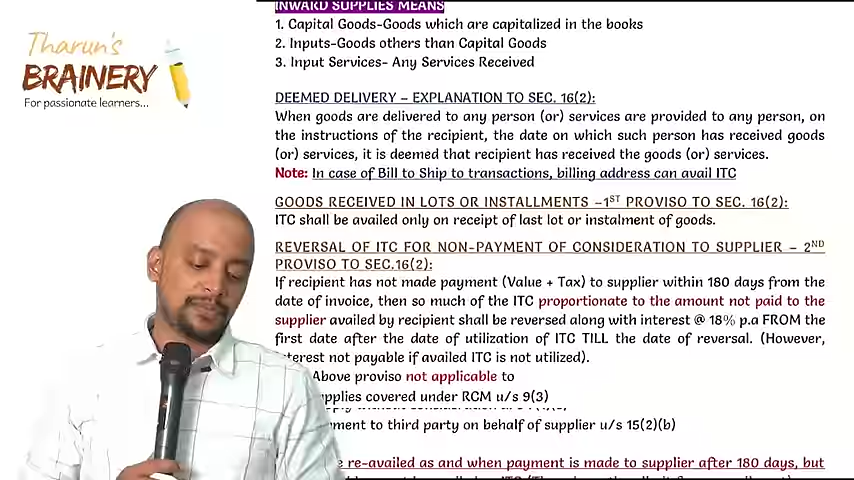 Tharun's
BRAINERY
For passionate learners...
INWARD SUPPLIES MEANS
1. Capital Goods-Goods which are capitalized in the books
2. Inputs-Goods others than Capital Goods
3. Input Services- Any Services Received
DEEMED DELIVERY – EXPLANATION TO SEC. 16(2):
When goods are delivered to any person (or) services are provided to any person, on
the instructions of the recipient, the date on which such person has received goods
(or) services, it is deemed that recipient has received the goods (or) services.
Note: In case of Bill to Ship to transactions, billing address can avail ITC
GOODS RECEIVED IN LOTS OR INSTALLMENTS –1ST PROVISO TO SEC. 16(2):
ITC shall be availed only on receipt of last lot or instalment of goods.
REVERSAL OF ITC FOR NON-PAYMENT OF CONSIDERATION TO SUPPLIER – 2ND
PROVISO TO SEC.16(2):
If recipient has not made payment (Value + Tax) to supplier within 180 days from the
date of invoice, then so much of the ITC proportionate to the amount not paid to the
supplier availed by recipient shall be reversed along with interest @ 18% p.a FROM the
first date after the date of utilization of ITC TILL the date of reversal. (However,
interest not payable if availed ITC is not utilized).
Above proviso not applicable to
pplies covered under RCM u/s 9(3)
ment to third party on behalf of supplier u/s 15(2)(b)
re-availed as and when payment is made to supplier after 180 days, but